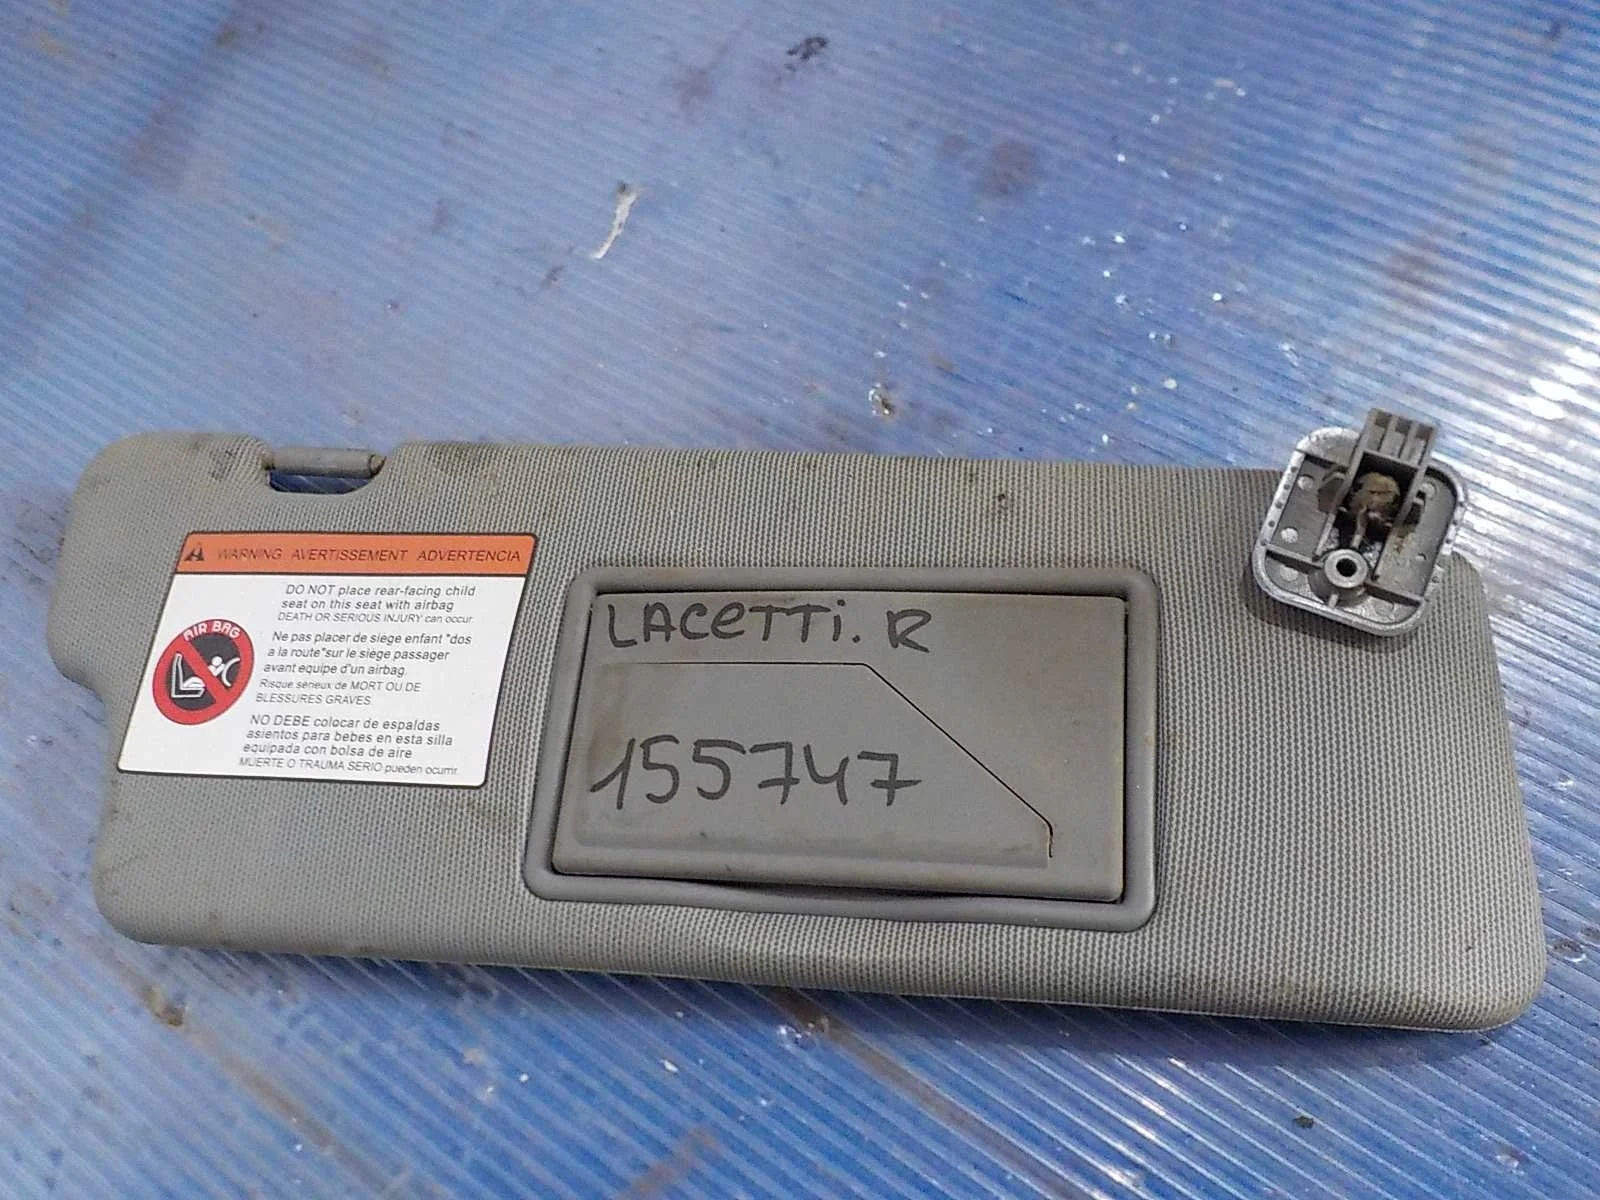 WARNING AVERTISSEMENT ADVERTENCIA
DO NOT place rear-facing child
seat on this seat with airbag
DEATH OR SERIOUS INJURY can occur.
AIR BAG
Ne pas placer de siège enfant "dos
a la route" sur le siege passager
avant equipe d'un airbag.
Risque serieux de MORT OU DE
BLESSURES GRAVES.
NO DEBE colocar de espaldas
asientos para bebes en esta silla
equipada con bolsa de aire
MUERTE O TRAUMA SERIO pueden ocurrir.
LACETTi. R
155747